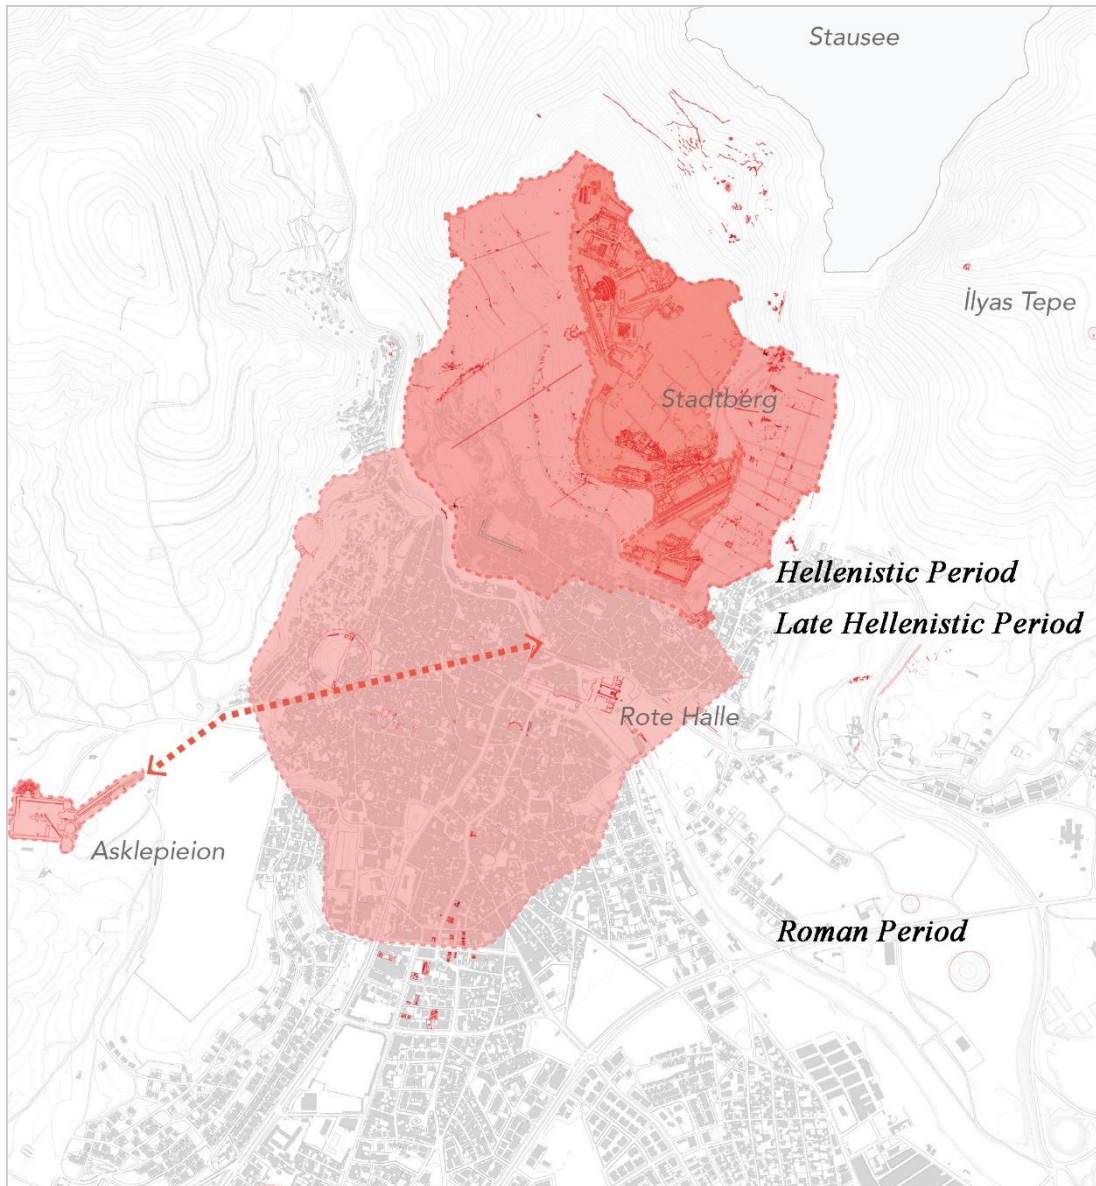 Stausee
İlyas Tepe
Stadtberg
Hellenistic Period
Late Hellenistic Period
Rote Halle
Asklepieion
Roman Period